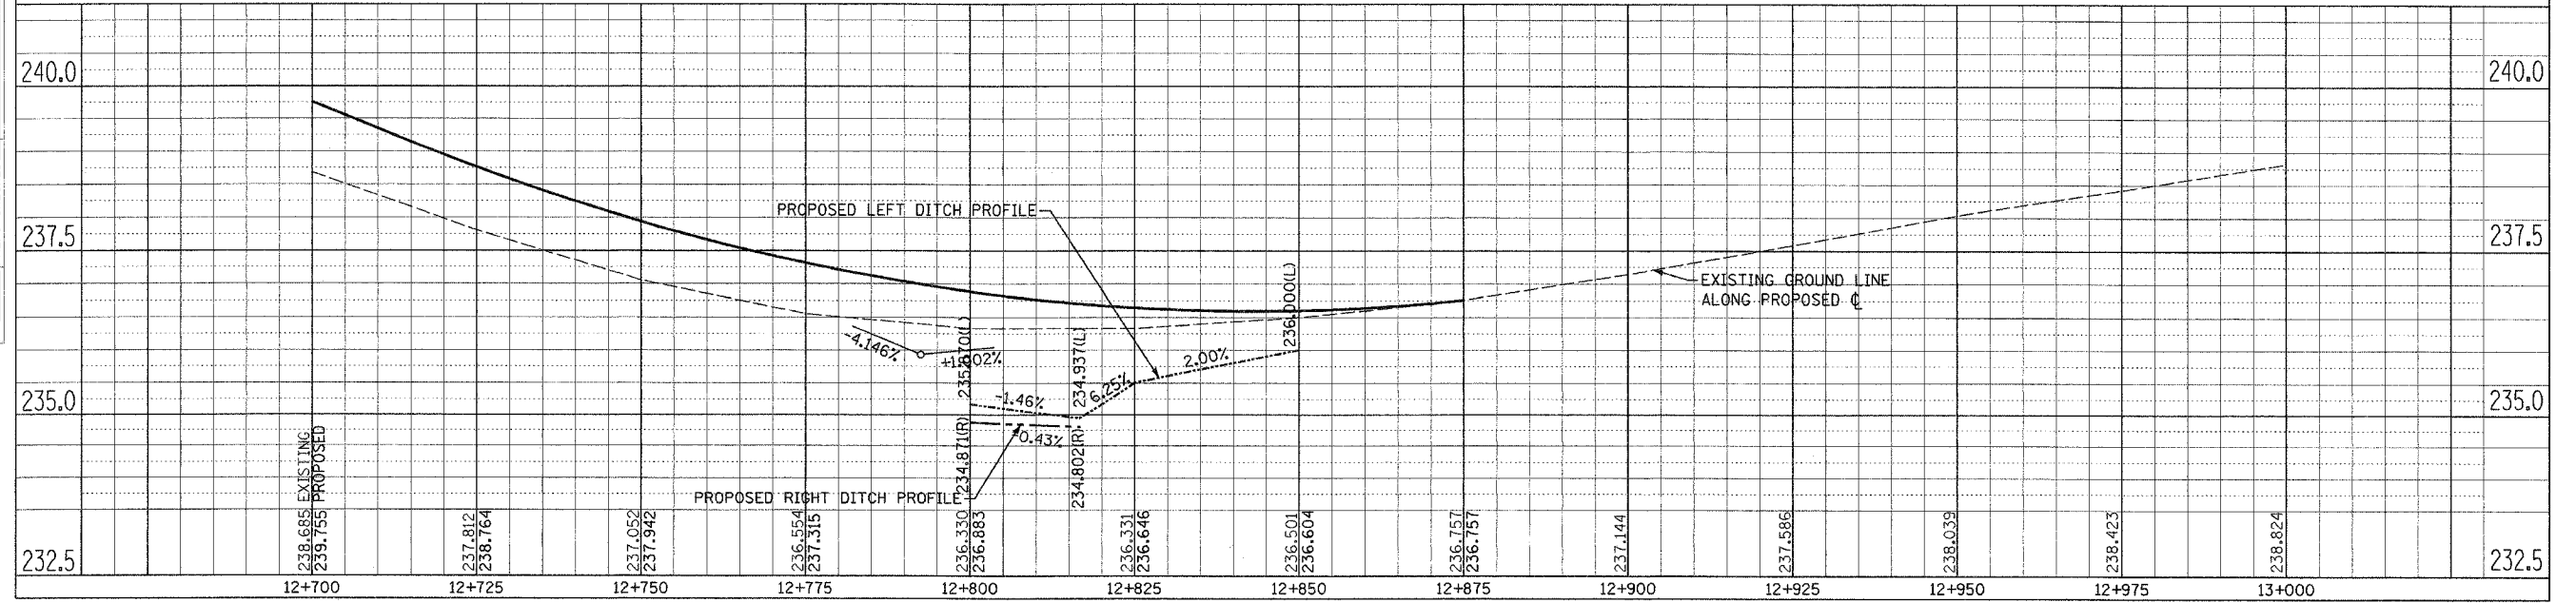 240.0
240.0
PROPOSED LEFT DITCH PROFILE
237.5
237.5
236.000(L)
EXISTING GROUND LINE
ALONG PROPOSED ℄
-4.146%
2.00%
234.937(L)
6.25%
-1.46%
235.0
235.0
-0.43%
234.871(R)
234.802(R)
PROPOSED RIGHT DITCH PROFILE
238.685 EXISTING
239.755 PROPOSED
237.812
238.764
237.052
237.942
236.554
237.315
236.330
236.883
236.331
236.646
236.501
236.604
236.757
236.757
237.144
237.586
238.039
238.423
238.824
232.5
232.5
12+700 12+725 12+750 12+775 12+800 12+825 12+850 12+875 12+900 12+925 12+950 12+975 13+000